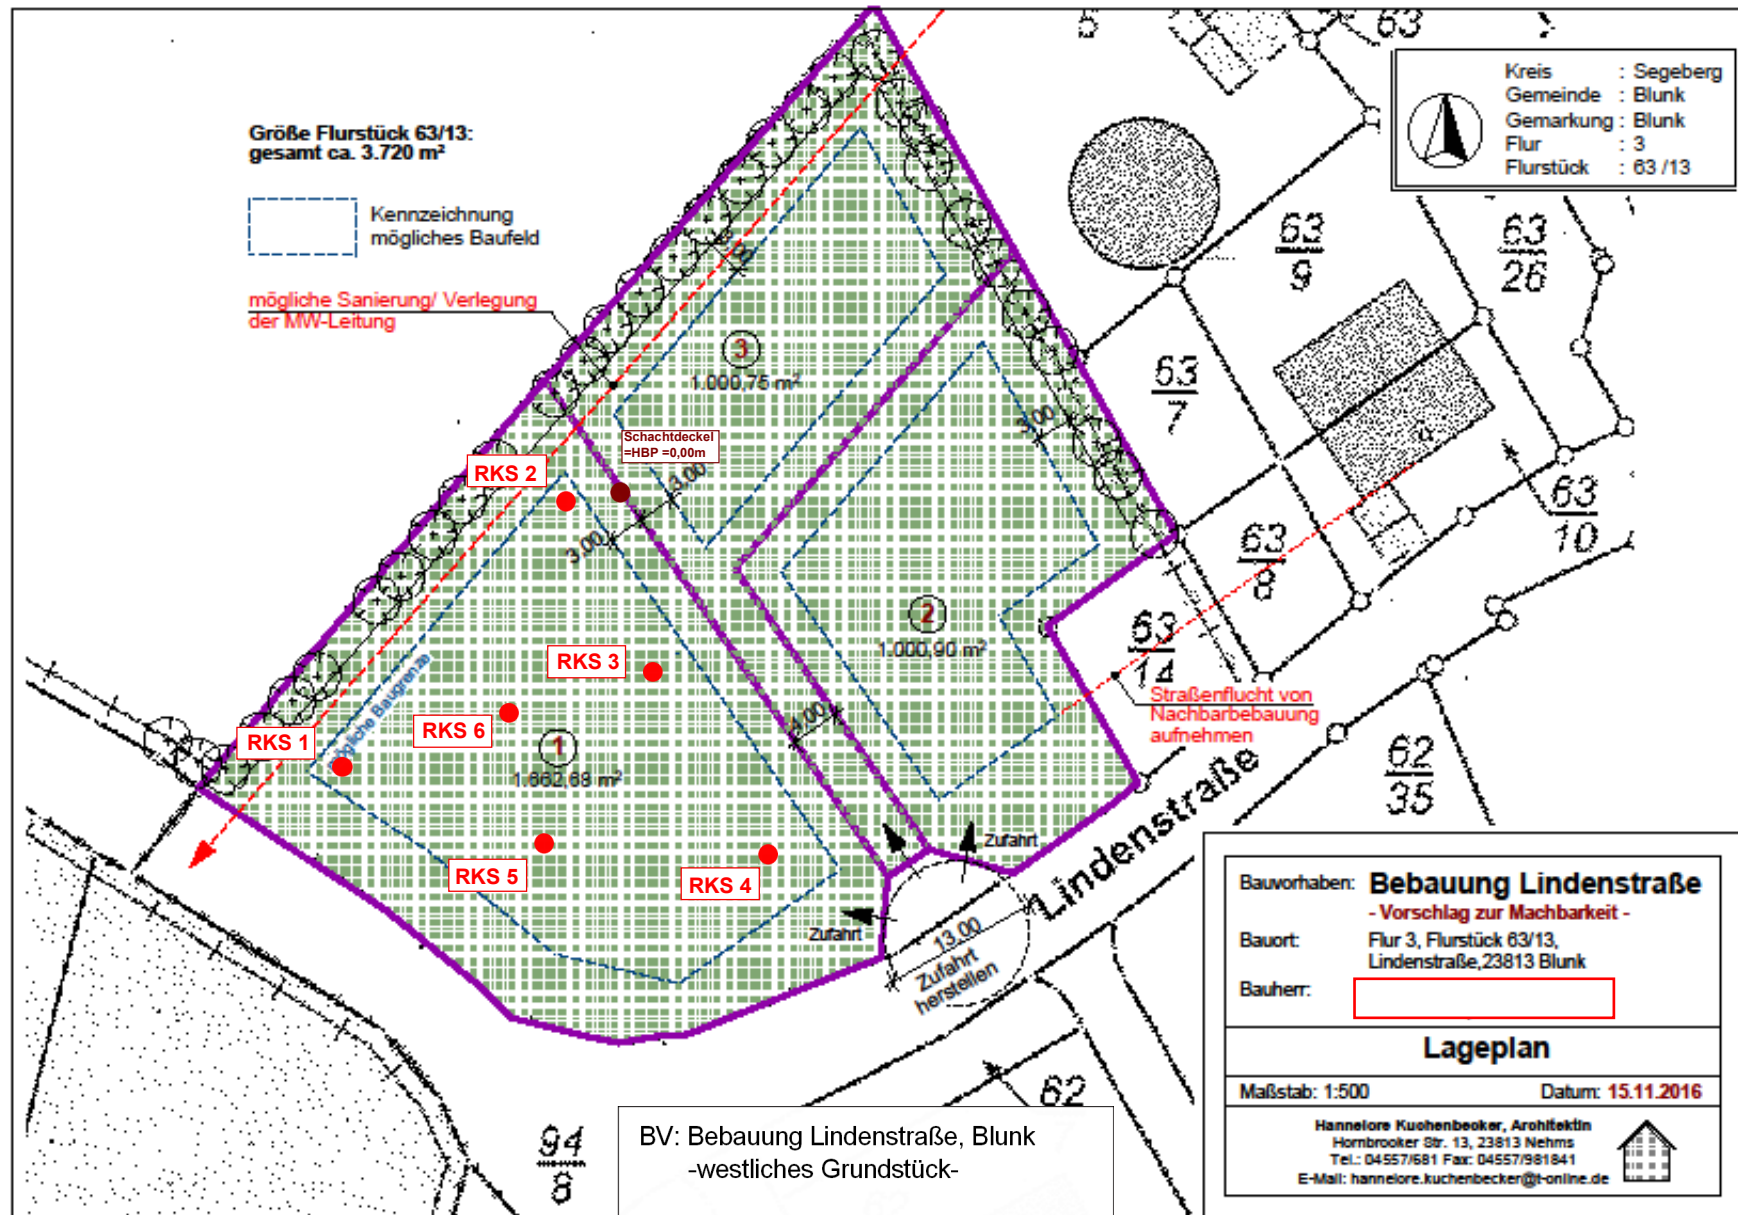 Größe Flurstück 63/13:
gesamt ca. 3.720 m²
Kennzeichnung
mögliches Baufeld
mögliche Sanierung/ Verlegung
der MW-Leitung
63
Kreis : Segeberg
Gemeinde : Blunk
Gemarkung : Blunk
Flur : 3
Flurstück : 63 /13
63
9
63
26
63
7
63
10
63
8
63
14
62
35
3
1.000,75 m²
3,00
Schachtdeckel
=HBP =0,00m
3,00
3,00
RKS 2
RKS 3
RKS 6
RKS 1
mögliche Baugrenze
1
1.662,68 m²
2
1.000,90 m²
4,00
RKS 5
RKS 4
Straßenflucht von
Nachbarbebauung
aufnehmen
Lindenstraße
Zufahrt
Zufahrt
13,00
Zufahrt
herstellen
62
94
8
BV: Bebauung Lindenstraße, Blunk
-westliches Grundstück-
Bauvorhaben: Bebauung Lindenstraße
- Vorschlag zur Machbarkeit -
Bauort: Flur 3, Flurstück 63/13,
Lindenstraße,23813 Blunk
Bauherr:
Lageplan
Maßstab: 1:500 Datum: 15.11.2016
Hannelore Kuchenbecker, Architektin
Hornbrooker Str. 13, 23813 Nehms
Tel.: 04557/681 Fax: 04557/981841
E-Mail: hannelore.kuchenbecker@t-online.de